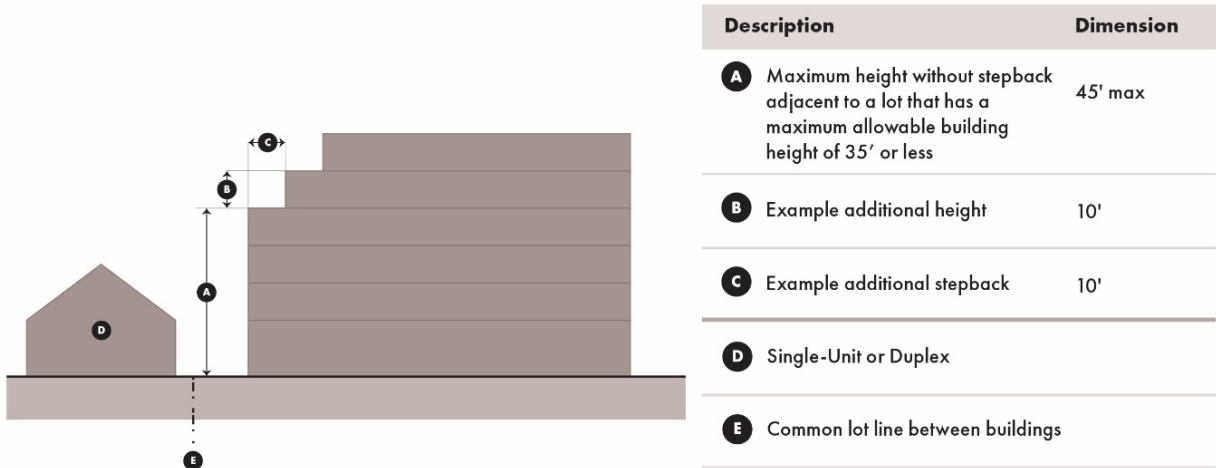 C
B
A
D
E
Description Dimension
A Maximum height without stepback 45' max
adjacent to a lot that has a
maximum allowable building
height of 35’ or less
B Example additional height 10'
C Example additional stepback 10'
D Single-Unit or Duplex
E Common lot line between buildings